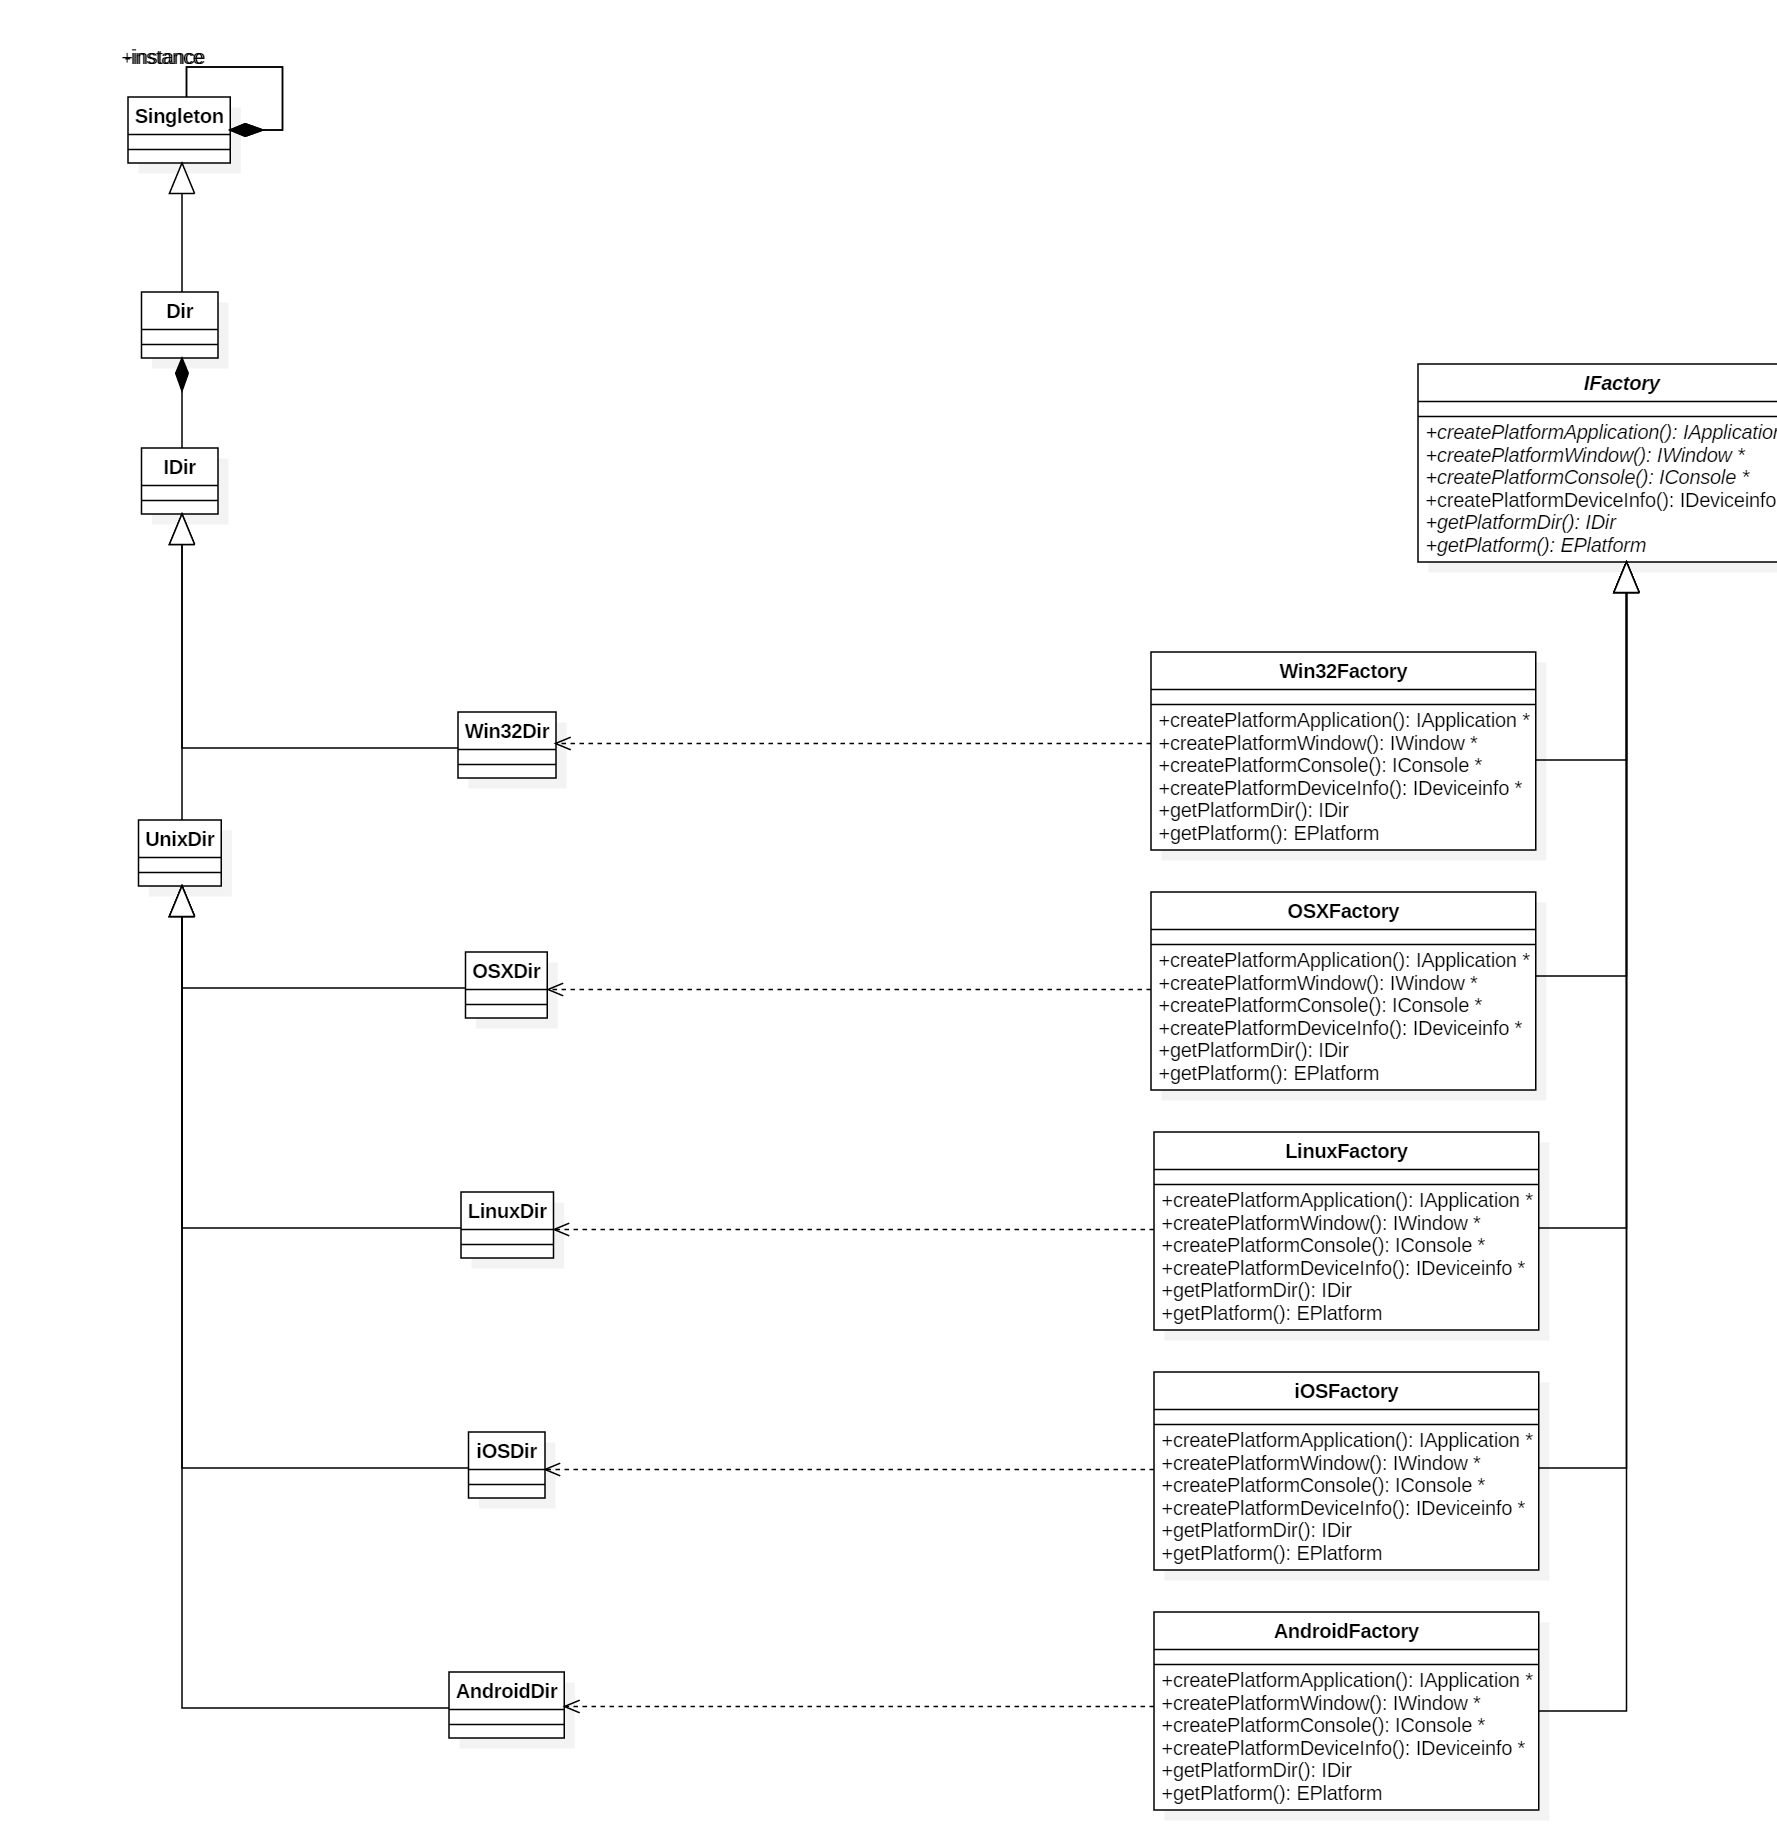 +instance
Singleton
Dir
IDir
IFactory
+createPlatformApplication(): IApplication
+createPlatformWindow(): IWindow *
+createPlatformConsole(): IConsole *
+createPlatformDeviceInfo(): IDeviceinfo
+getPlatformDir(): IDir
+getPlatform(): EPlatform
Win32Dir
Win32Factory
+createPlatformApplication(): IApplication *
+createPlatformWindow(): IWindow *
+createPlatformConsole(): IConsole *
+createPlatformDeviceInfo(): IDeviceinfo *
+getPlatformDir(): IDir
+getPlatform(): EPlatform
UnixDir
OSXDir
OSXFactory
+createPlatformApplication(): IApplication *
+createPlatformWindow(): IWindow *
+createPlatformConsole(): IConsole *
+createPlatformDeviceInfo(): IDeviceinfo *
+getPlatformDir(): IDir
+getPlatform(): EPlatform
LinuxDir
LinuxFactory
+createPlatformApplication(): IApplication *
+createPlatformWindow(): IWindow *
+createPlatformConsole(): IConsole *
+createPlatformDeviceInfo(): IDeviceinfo *
+getPlatformDir(): IDir
+getPlatform(): EPlatform
iOSDir
iOSFactory
+createPlatformApplication(): IApplication *
+createPlatformWindow(): IWindow *
+createPlatformConsole(): IConsole *
+createPlatformDeviceInfo(): IDeviceinfo *
+getPlatformDir(): IDir
+getPlatform(): EPlatform
AndroidDir
AndroidFactory
+createPlatformApplication(): IApplication *
+createPlatformWindow(): IWindow *
+createPlatformConsole(): IConsole *
+createPlatformDeviceInfo(): IDeviceinfo *
+getPlatformDir(): IDir
+getPlatform(): EPlatform